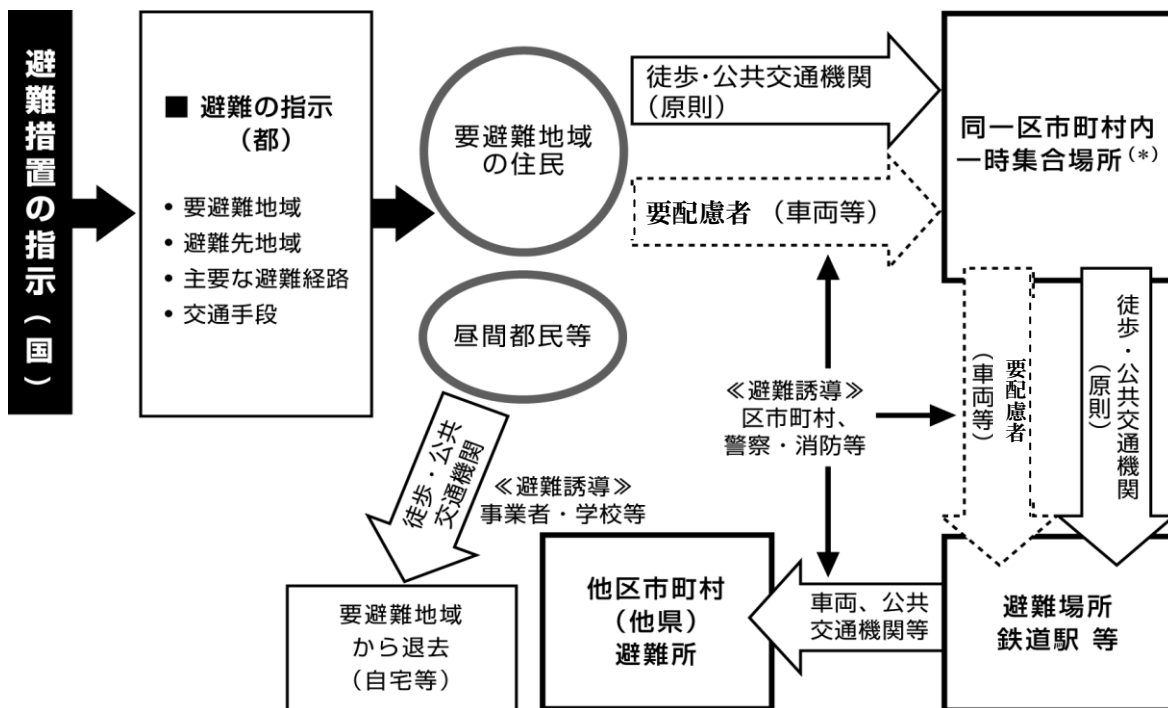 避難措置の指示(国)
■ 避難の指示
(都)
• 要避難地域
• 避難先地域
• 主要な避難経路
• 交通手段
要避難地域
の住民
昼間都民等
徒歩・公共交通機関
(原則)
要配慮者 (車両等)
同一区市町村内
一時集合場所(*)
徒歩・公共交通機関
(原則)
要配慮者
(車両等)
≪避難誘導≫
区市町村、
警察・消防等
徒歩・公共
交通機関
≪避難誘導≫
事業者・学校等
要避難地域
から退去
(自宅等)
他区市町村
(他県)
避難所
車両、公共
交通機関等
避難場所
鉄道駅 等